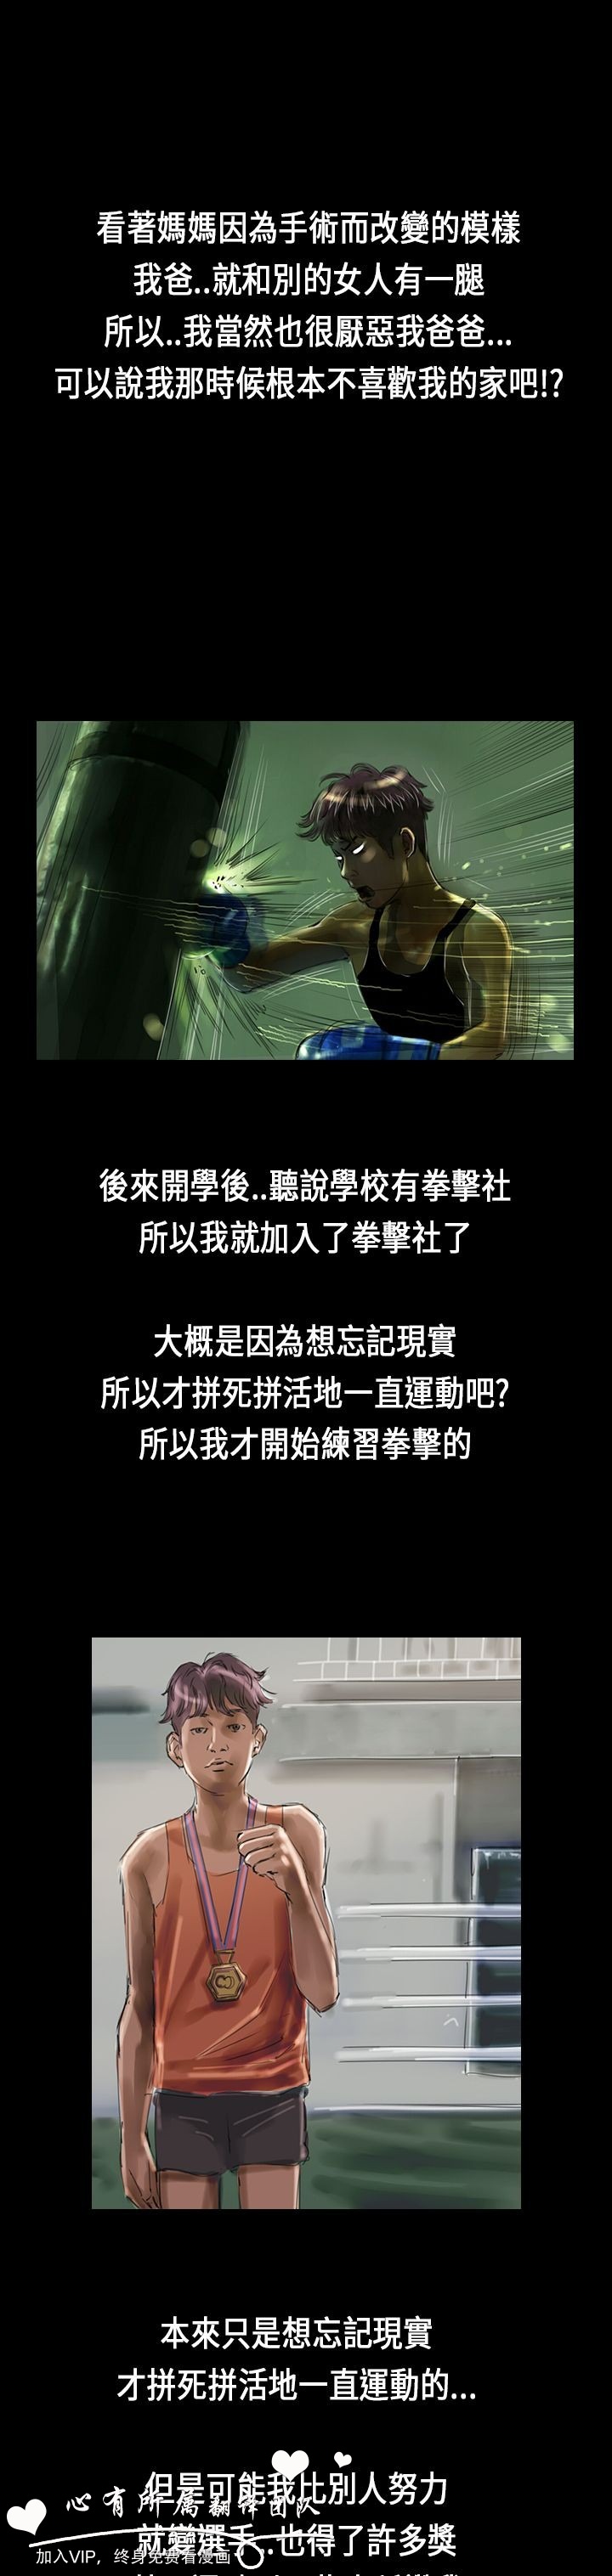 看著媽媽因為手術而改變的模樣
我爸..就和別的女人有一腿
所以..我當然也很厭惡我爸爸...
可以說我那時候根本不喜歡我的家吧!?
後來開學後..聽說學校有拳擊社
所以我就加入了拳擊社了
大概是因為想忘記現實
所以才拼死拼活地一直運動吧?
所以我才開始練習拳擊的
本來只是想忘記現實
才拼死拼活地一直運動的...
但是可能我比別人努力
心有所属翻译团队
就變選手..也得了許多獎
加入VIP，终身免费看漫画